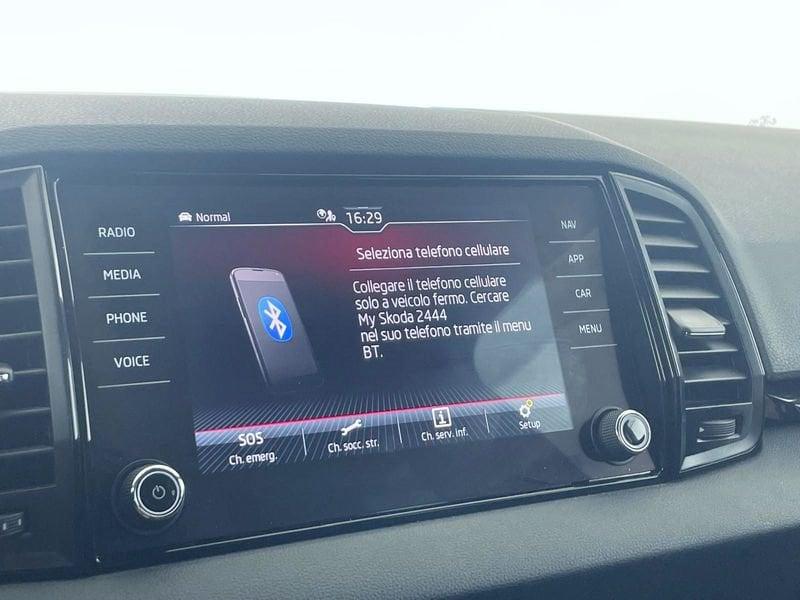 RADIO
MEDIA
PHONE
VOICE
Normal
16:29
Seleziona telefono cellulare
Collegare il telefono cellulare
solo a veicolo fermo. Cercare
My Skoda 2444
nel suo telefono tramite il menu
BT.
SOS
Ch. emerg.
Ch. socc. str.
Ch. serv. inf.
Setup
NAV
APP
CAR
MENU